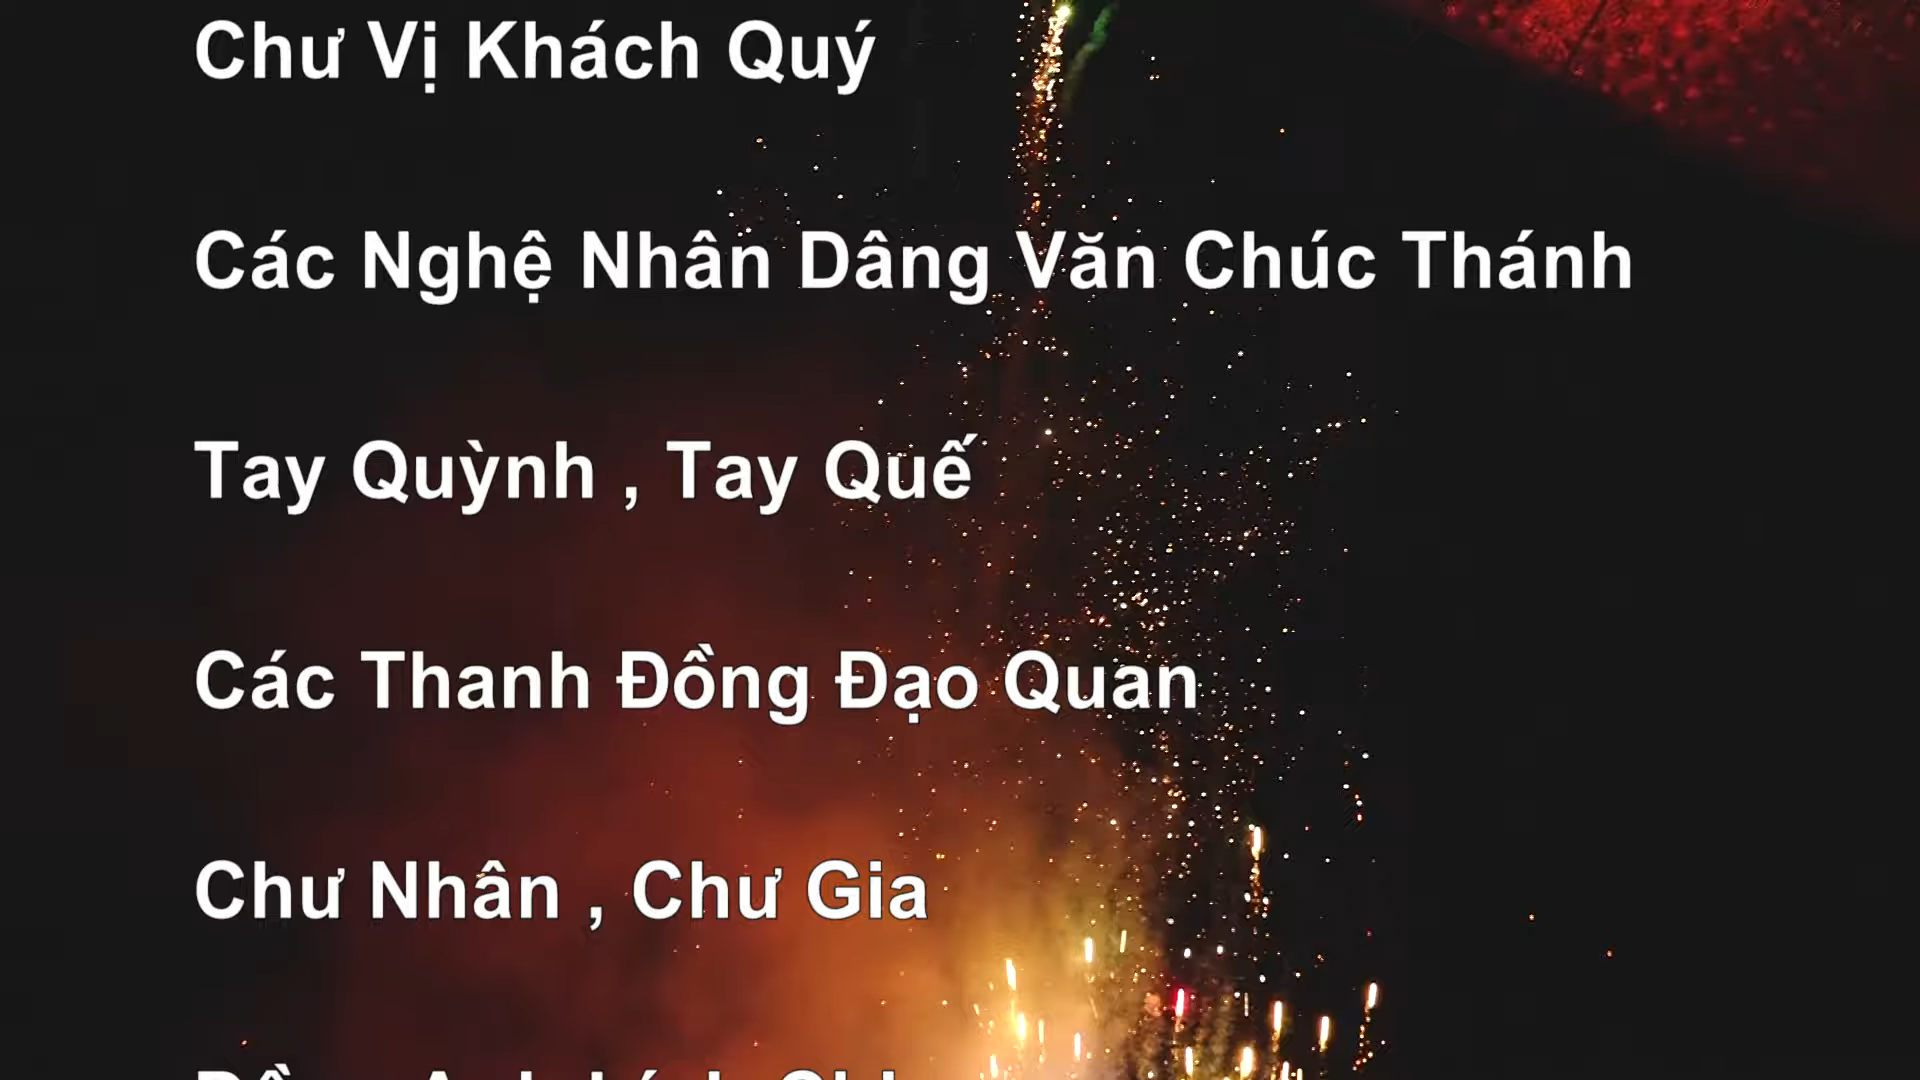 Chư Vị Khách Quý
Các Nghệ Nhân Dâng Văn Chúc Thánh
Tay Quỳnh , Tay Quế
Các Thanh Đồng Đạo Quan
Chư Nhân , Chư Gia